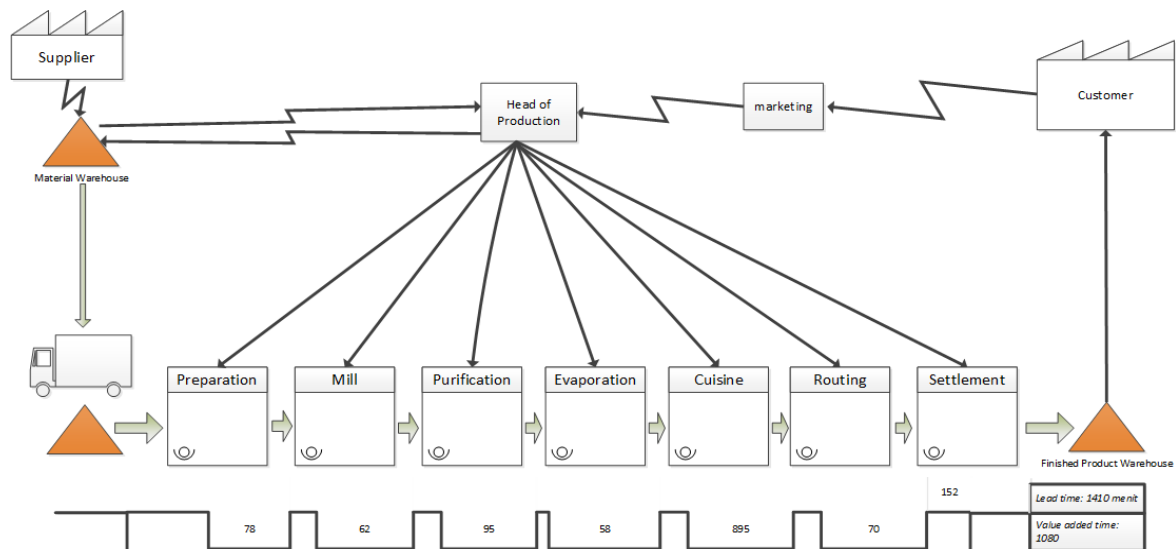 Supplier
Head of
Production
marketing
Customer
Material Warehouse
Preparation
Mill
Purification
Evaporation
Cuisine
Routing
Settlement
Finished Product Warehouse
152
Lead time: 1410 menit
78
62
95
58
895
70
Value added time:
1080